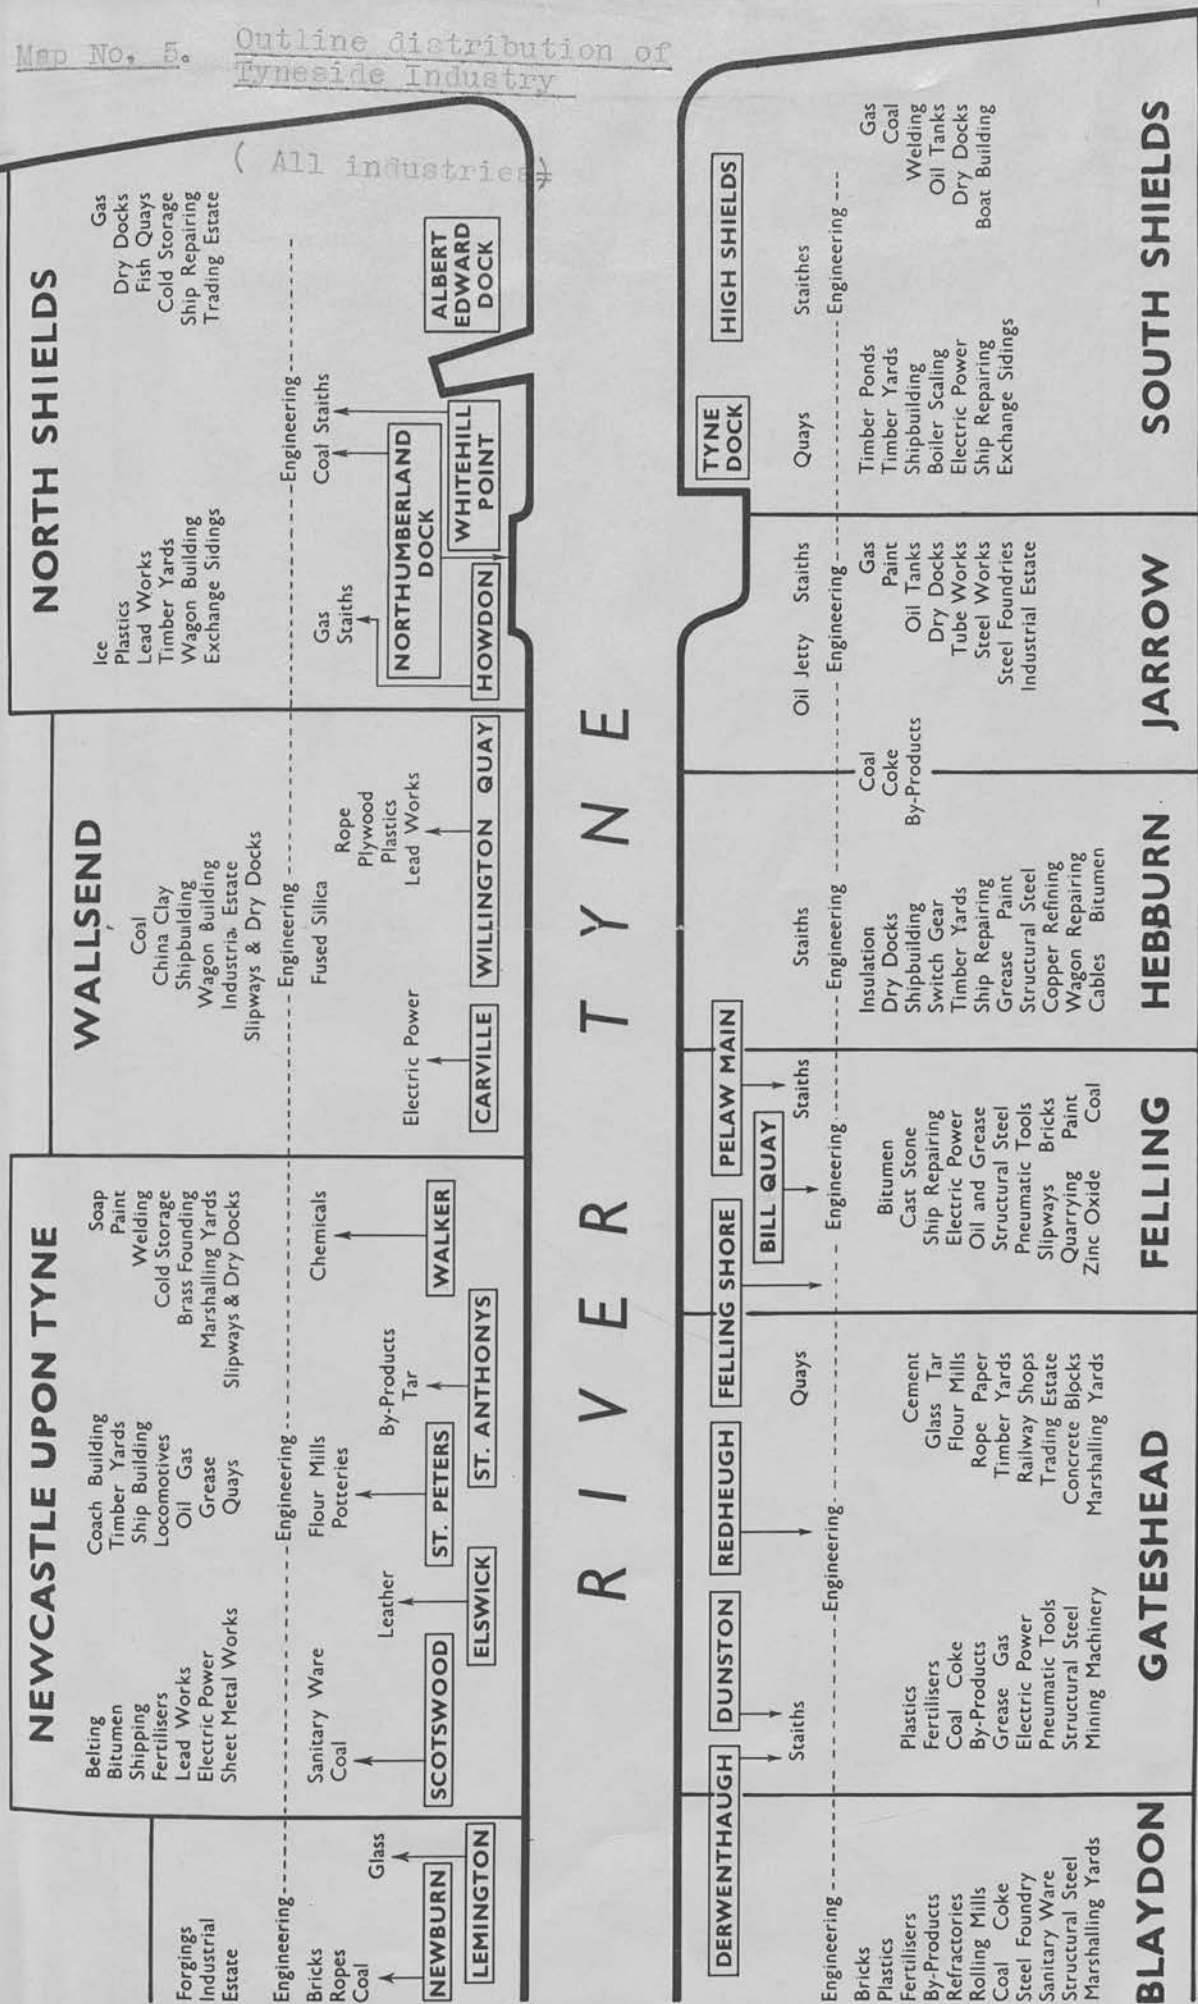 Map No. 5.
Outline distribution of
Tyneside Industry
( All industries)
NEWCASTLE UPON TYNE
WALLSEND
NORTH SHIELDS
Forgings
Industrial
Estate
Engineering
Bricks
Ropes
Coal
NEWBURN
Glass
LEMINGTON
Belting
Bitumen
Shipping
Fertilisers
Lead Works
Electric Power
Sheet Metal Works
Coach Building
Timber Yards
Ship Building
Locomotives
Oil Gas
Grease
Quays
Soap
Paint
Welding
Cold Storage
Brass Founding
Marshalling Yards
Slipways & Dry Docks
Engineering
Sanitary Ware
Coal
SCOTSWOOD
Leather
ELSWICK
Flour Mills
Potteries
ST. PETERS
By-Products
Tar
ST. ANTHONYS
Chemicals
WALKER
Coal
China Clay
Shipbuilding
Wagon Building
Industria. Estate
Slipways & Dry Docks
Engineering
Fused Silica
Electric Power
CARVILLE
Rope
Plywood
Plastics
Lead Works
WILLINGTON QUAY
Ice
Plastics
Lead Works
Timber Yards
Wagon Building
Exchange Sidings
Gas
Dry Docks
Fish Quays
Cold Storage
Ship Repairing
Trading Estate
Engineering
Gas
Staiths
HOWDON
Coal Staiths
NORTHUMBERLAND
DOCK
WHITEHILL
POINT
ALBERT
EDWARD
DOCK
RIVER TYNE
DERWENTHAUGH
DUNSTON
Staiths
REDHEUGH
FELLING SHORE
Quays
BILL QUAY
PELAW MAIN
Staiths
Staiths
Oil Jetty Staiths
TYNE
DOCK
Quays
HIGH SHIELDS
Staithes
Engineering
Bricks
Plastics
Fertilisers
By-Products
Refractories
Rolling Mills
Coal Coke
Steel Foundry
Sanitary Ware
Structural Steel
Marshalling Yards
BLAYDON
Engineering
Plastics
Fertilisers
Coal Coke
By-Products
Grease Gas
Electric Power
Pneumatic Tools
Structural Steel
Mining Machinery
Cement
Glass Tar
Flour Mills
Rope Paper
Timber Yards
Railway Shops
Trading Estate
Concrete Blocks
Marshalling Yards
GATESHEAD
Engineering
Bitumen
Cast Stone
Ship Repairing
Electric Power
Oil and Grease
Structural Steel
Pneumatic Tools
Slipways Bricks
Quarrying Paint
Zinc Oxide Coal
FELLING
Engineering
Insulation
Dry Docks
Shipbuilding
Switch Gear
Timber Yards
Ship Repairing
Grease Paint
Structural Steel
Copper Refining
Wagon Repairing
Cables Bitumen
HEBBURN
Coal
Coke
By-Products
Engineering
Gas
Paint
Oil Tanks
Dry Docks
Tube Works
Steel Works
Steel Foundries
Industrial Estate
JARROW
Engineering
Timber Ponds
Timber Yards
Shipbuilding
Boiler Scaling
Electric Power
Ship Repairing
Exchange Sidings
Gas
Coal
Welding
Oil Tanks
Dry Docks
Boat Building
SOUTH SHIELDS